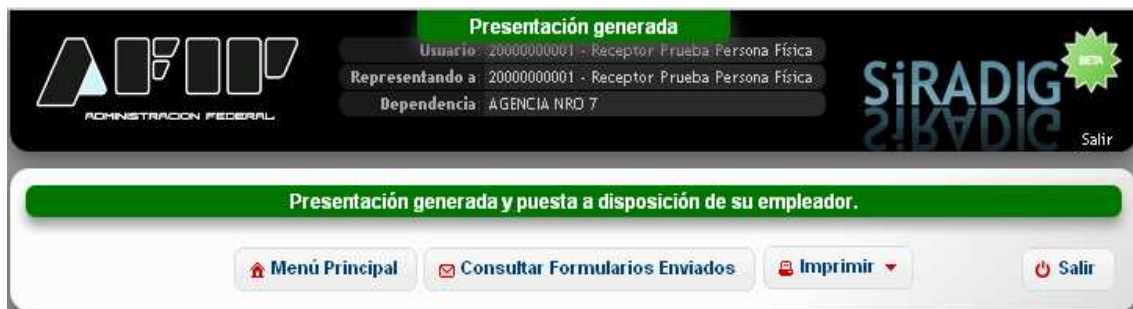 Presentación generada
Usuario: 20000000001 - Receptor Prueba Persona Física
Representando a: 20000000001 - Receptor Prueba Persona Física
Dependencia: AGENCIA NRO 7
AFIP
ADMINISTRACION FEDERAL
SiRADIG
BETA
Salir
Presentación generada y puesta a disposición de su empleador.
Menú Principal
Consultar Formularios Enviados
Imprimir
Salir